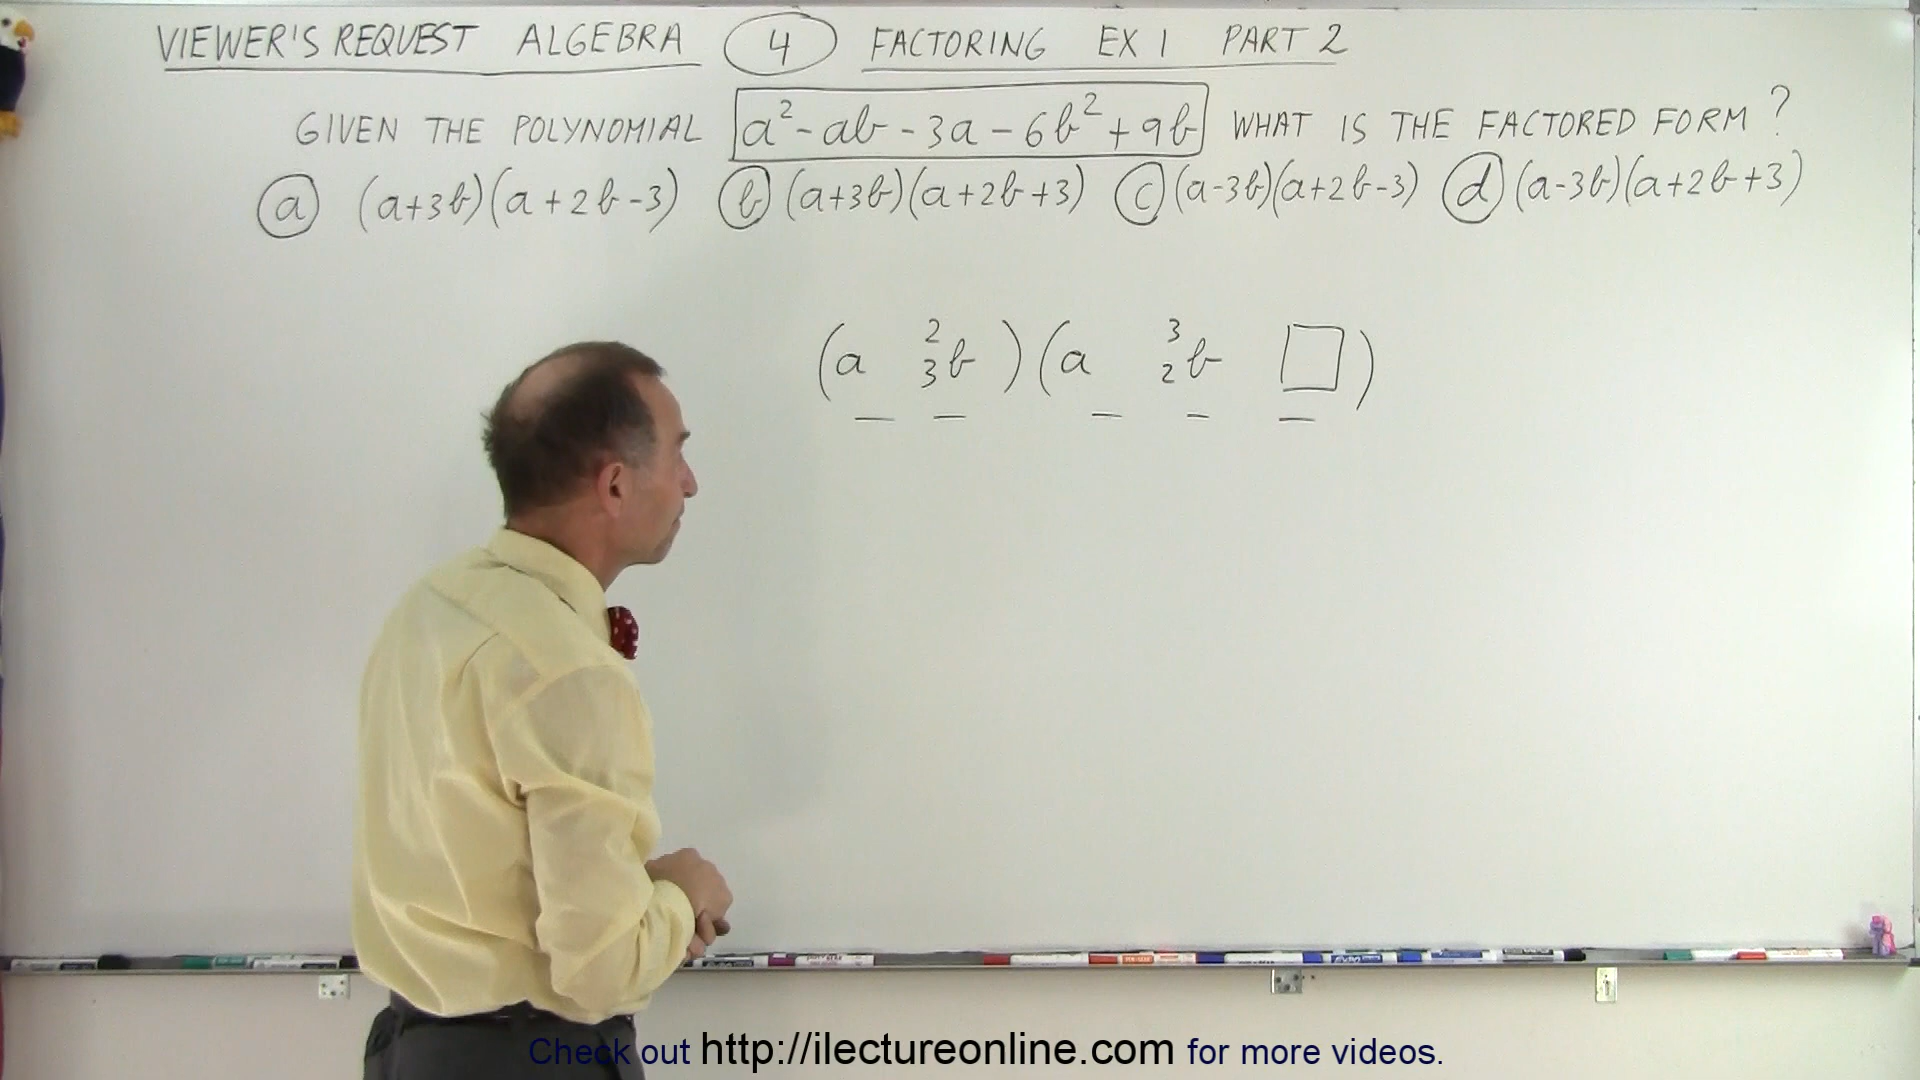 VIEWER'S REQUEST ALGEBRA 4 FACTORING EX 1 PART 2
GIVEN THE POLYNOMIAL a²-ab-3a-6b²+9b WHAT IS THE FACTORED FORM?
a (a+3b)(a+2b-3) b (a+3b)(a+2b+3) c (a-3b)(a+2b-3) d (a-3b)(a+2b+3)
2 3
(a 3b)(a 2b □)
Check out http://ilectureonline.com for more videos.